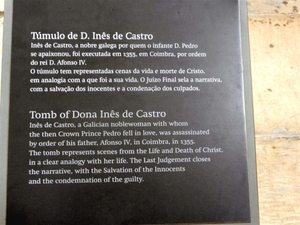 Túmulo de D. Inês de Castro
Inês de Castro, a nobre galega por quem o infante D. Pedro
se apaixonou, foi executada em 1355, em Coimbra, por ordem
do rei D. Afonso IV.
O túmulo tem representadas cenas da vida e morte de Cristo,
em analogia com a que foi a sua vida. O Juízo Final sela a narrativa,
com a salvação dos inocentes e a condenação dos culpados.
Tomb of Dona Inês de Castro
Inês de Castro, a Galician noblewoman with whom
the then Crown Prince Pedro fell in love, was assassinated
by order of his father, Afonso IV, in Coimbra, in 1355.
The tomb represents scenes from the Life and Death of Christ,
in a clear analogy with her life. The Last Judgement closes
the narrative, with the Salvation of the Innocents
and the condemnation of the guilty.